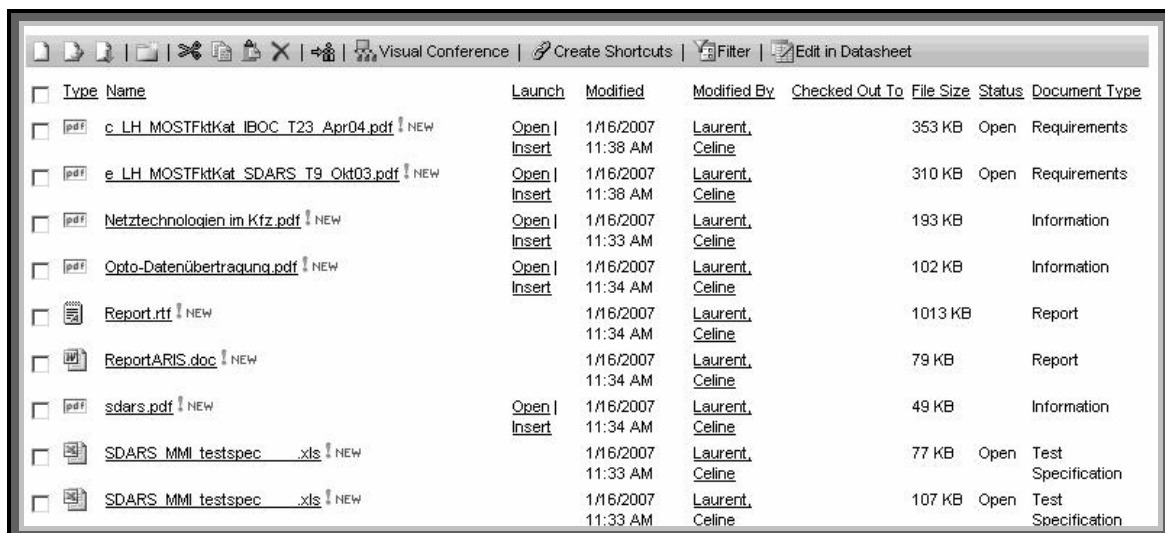 Visual Conference | Create Shortcuts | Filter | Edit in Datasheet
Type Name Launch Modified Modified By Checked Out To File Size Status Document Type
pdf c_LH_MOSTFktKat_IBOC_T23_Apr04.pdf ! NEW Open | 1/16/2007 Laurent, 353 KB Open Requirements
Insert 11:38 AM Celine
pdf e_LH_MOSTFktKat_SDARS_T9_Okt03.pdf ! NEW Open | 1/16/2007 Laurent, 310 KB Open Requirements
Insert 11:38 AM Celine
pdf Netztechnologien im Kfz.pdf ! NEW Open | 1/16/2007 Laurent, 193 KB Information
Insert 11:33 AM Celine
pdf Opto-Datenübertragung.pdf ! NEW Open | 1/16/2007 Laurent, 102 KB Information
Insert 11:34 AM Celine
Report.rtf ! NEW 1/16/2007 Laurent, 1013 KB Report
11:34 AM Celine
ReportARIS.doc ! NEW 1/16/2007 Laurent, 79 KB Report
11:34 AM Celine
pdf sdars.pdf ! NEW Open | 1/16/2007 Laurent, 49 KB Information
Insert 11:34 AM Celine
SDARS_MMI_testspec____.xls ! NEW 1/16/2007 Laurent, 77 KB Open Test
11:33 AM Celine Specification
SDARS_MMI_testspec____.xls ! NEW 1/16/2007 Laurent, 107 KB Open Test
11:33 AM Celine Specification